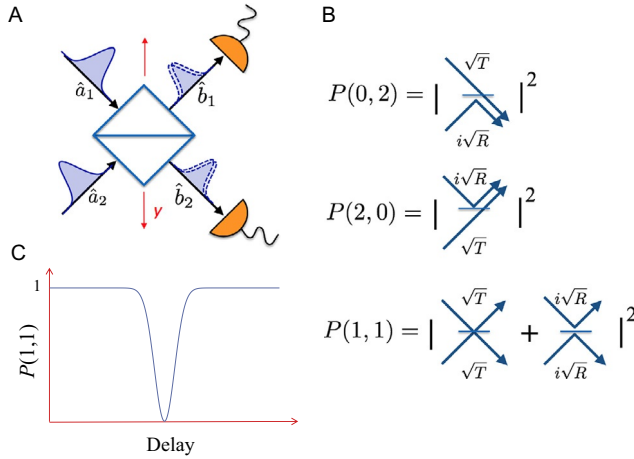 A
â₁
b̂₁
â₂
b̂₂
y
B
√T
P(0,2) = | |²
i√R
i√R
P(2,0) = | |²
√T
√T i√R
P(1,1) = | + |²
√T i√R
C
1
P(1,1)
Delay